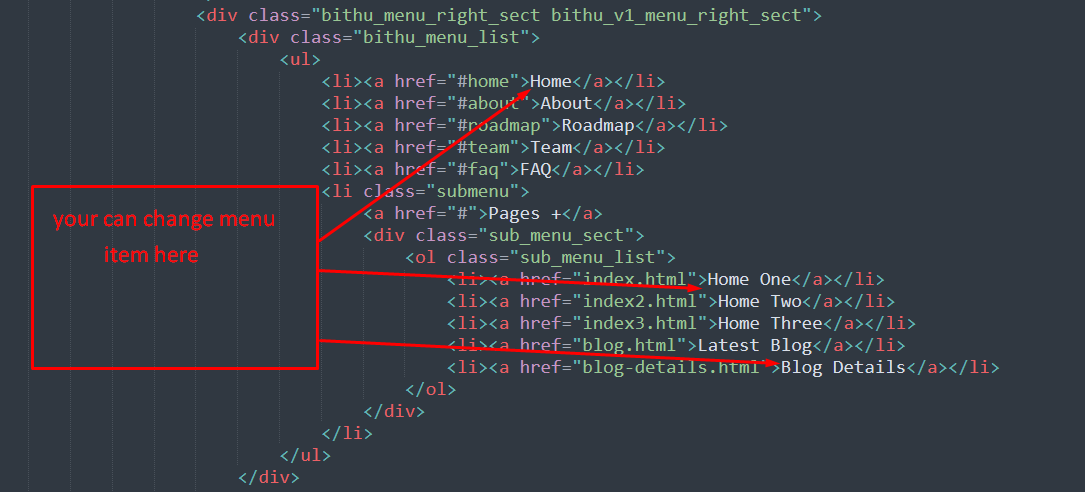 <div class="bithu_menu_right_sect bithu_v1_menu_right_sect">
<div class="bithu_menu_list">
<ul>
<li><a href="#home">Home</a></li>
<li><a href="#about">About</a></li>
<li><a href="#roadmap">Roadmap</a></li>
<li><a href="#team">Team</a></li>
<li><a href="#faq">FAQ</a></li>
<li class="submenu">
<a href="#">Pages +</a>
<div class="sub_menu_sect">
<ol class="sub_menu_list">
<li><a href="index.html">Home One</a></li>
<li><a href="index2.html">Home Two</a></li>
<li><a href="index3.html">Home Three</a></li>
<li><a href="blog.html">Latest Blog</a></li>
<li><a href="blog-details.html">Blog Details</a></li>
</ol>
</div>
</li>
</ul>
</div>
your can change menu
item here